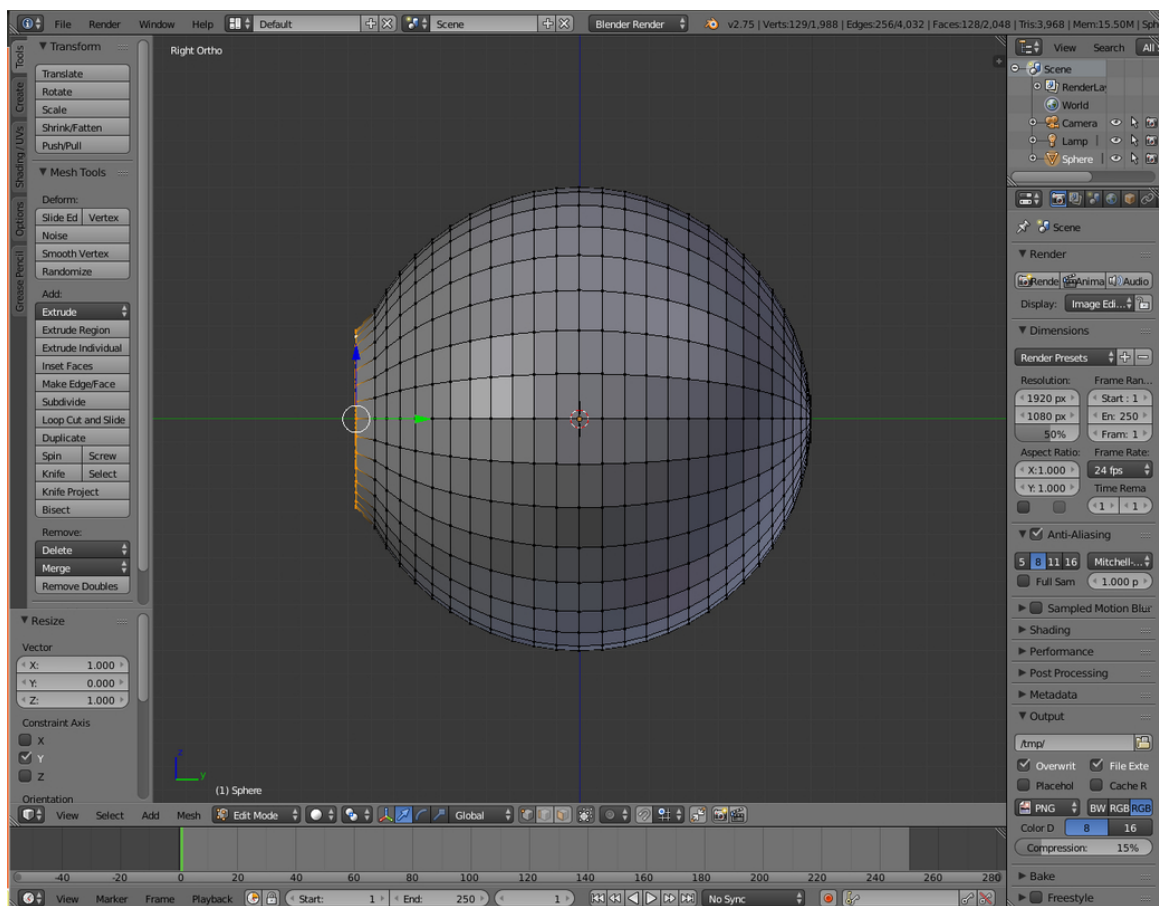 File Render Window Help Default Scene Blender Render v2.75 | Verts:129/1,988 | Edges:256/4,032 | Faces:128/2,048 | Tris:3,968 | Mem:15.50M | Sph
Tools
Create
Shading / UVs
Options
Grease Pencil
Transform
Translate
Rotate
Scale
Shrink/Fatten
Push/Pull
Mesh Tools
Deform:
Slide Ed Vertex
Noise
Smooth Vertex
Randomize
Add:
Extrude
Extrude Region
Extrude Individual
Inset Faces
Make Edge/Face
Subdivide
Loop Cut and Slide
Duplicate
Spin Screw
Knife Select
Knife Project
Bisect
Remove:
Delete
Merge
Remove Doubles
Resize
Vector
X: 1.000
Y: 0.000
Z: 1.000
Constraint Axis
X
Y
Z
Orientation
Right Ortho
z
y
(1) Sphere
View Select Add Mesh Edit Mode Global
-40 -20 0 20 40 60 80 100 120 140 160 180 200 220 240 260 280
View Marker Frame Playback Start: 1 End: 250 1 No Sync
View Search All
Scene
RenderLa
World
Camera
Lamp
Sphere
Scene
Render
Rende Anima Audio
Display: Image Edi...
Dimensions
Render Presets
Resolution: Frame Ran...
1920 px Start : 1
1080 px En: 250
50% Fram: 1
Aspect Ratio: Frame Rate:
X:1.000 24 fps
Y: 1.000 Time Rema
1 1
Anti-Aliasing
5 8 11 16 Mitchell-...
Full Sam 1.000 p
Sampled Motion Blur
Shading
Performance
Post Processing
Metadata
Output
/tmp/
Overwrit File Exte
Placehol Cache R
PNG BW RGB RGB
Color D 8 16
Compression: 15%
Bake
Freestyle